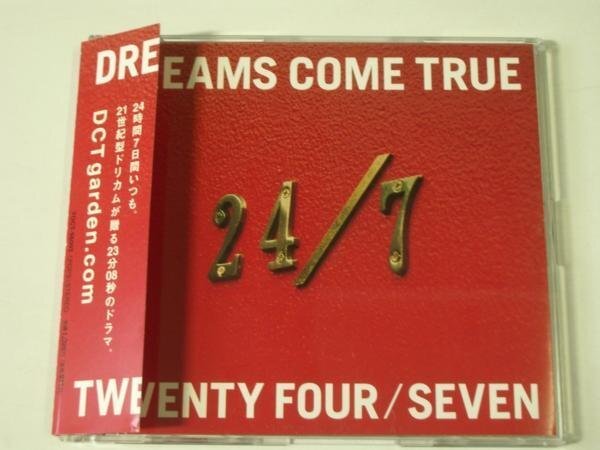 DREAMS COME TRUE
24時間7日間いつも。
21世紀型ドリカムが贈る23分08秒のドラマ。
DCTgarden.com
24/7
TWENTY FOUR/SEVEN